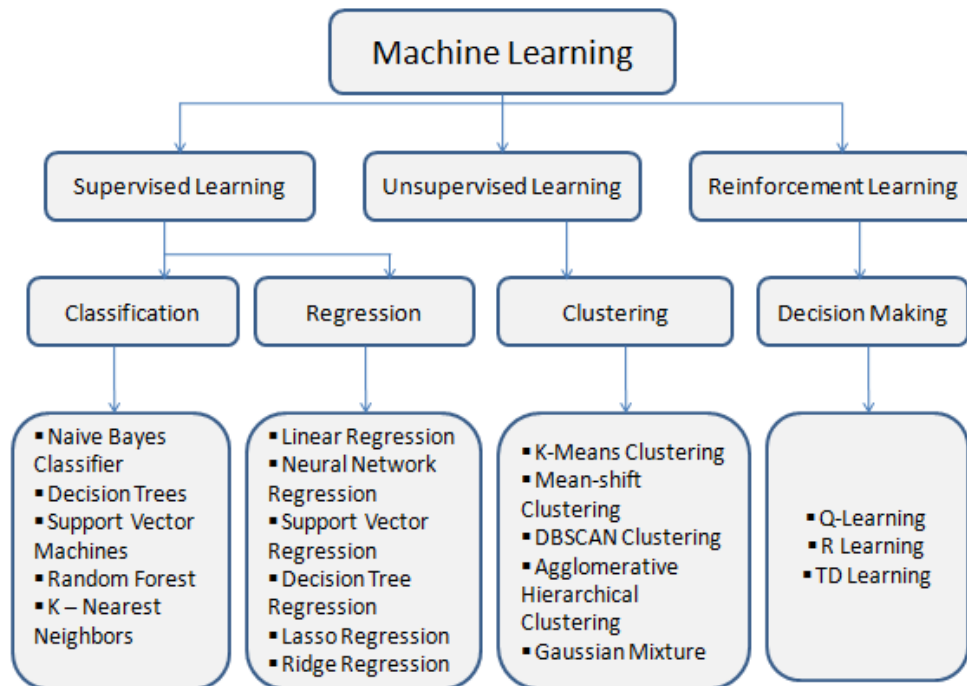 Machine Learning
Supervised Learning
Unsupervised Learning
Reinforcement Learning
Classification
Regression
Clustering
Decision Making
▪ Naive Bayes
Classifier
▪ Decision Trees
▪ Support Vector
Machines
▪ Random Forest
▪ K – Nearest
Neighbors
▪ Linear Regression
▪ Neural Network
Regression
▪ Support Vector
Regression
▪ Decision Tree
Regression
▪ Lasso Regression
▪ Ridge Regression
▪ K-Means Clustering
▪ Mean-shift
Clustering
▪ DBSCAN Clustering
▪ Agglomerative
Hierarchical
Clustering
▪ Gaussian Mixture
▪ Q-Learning
▪ R Learning
▪ TD Learning